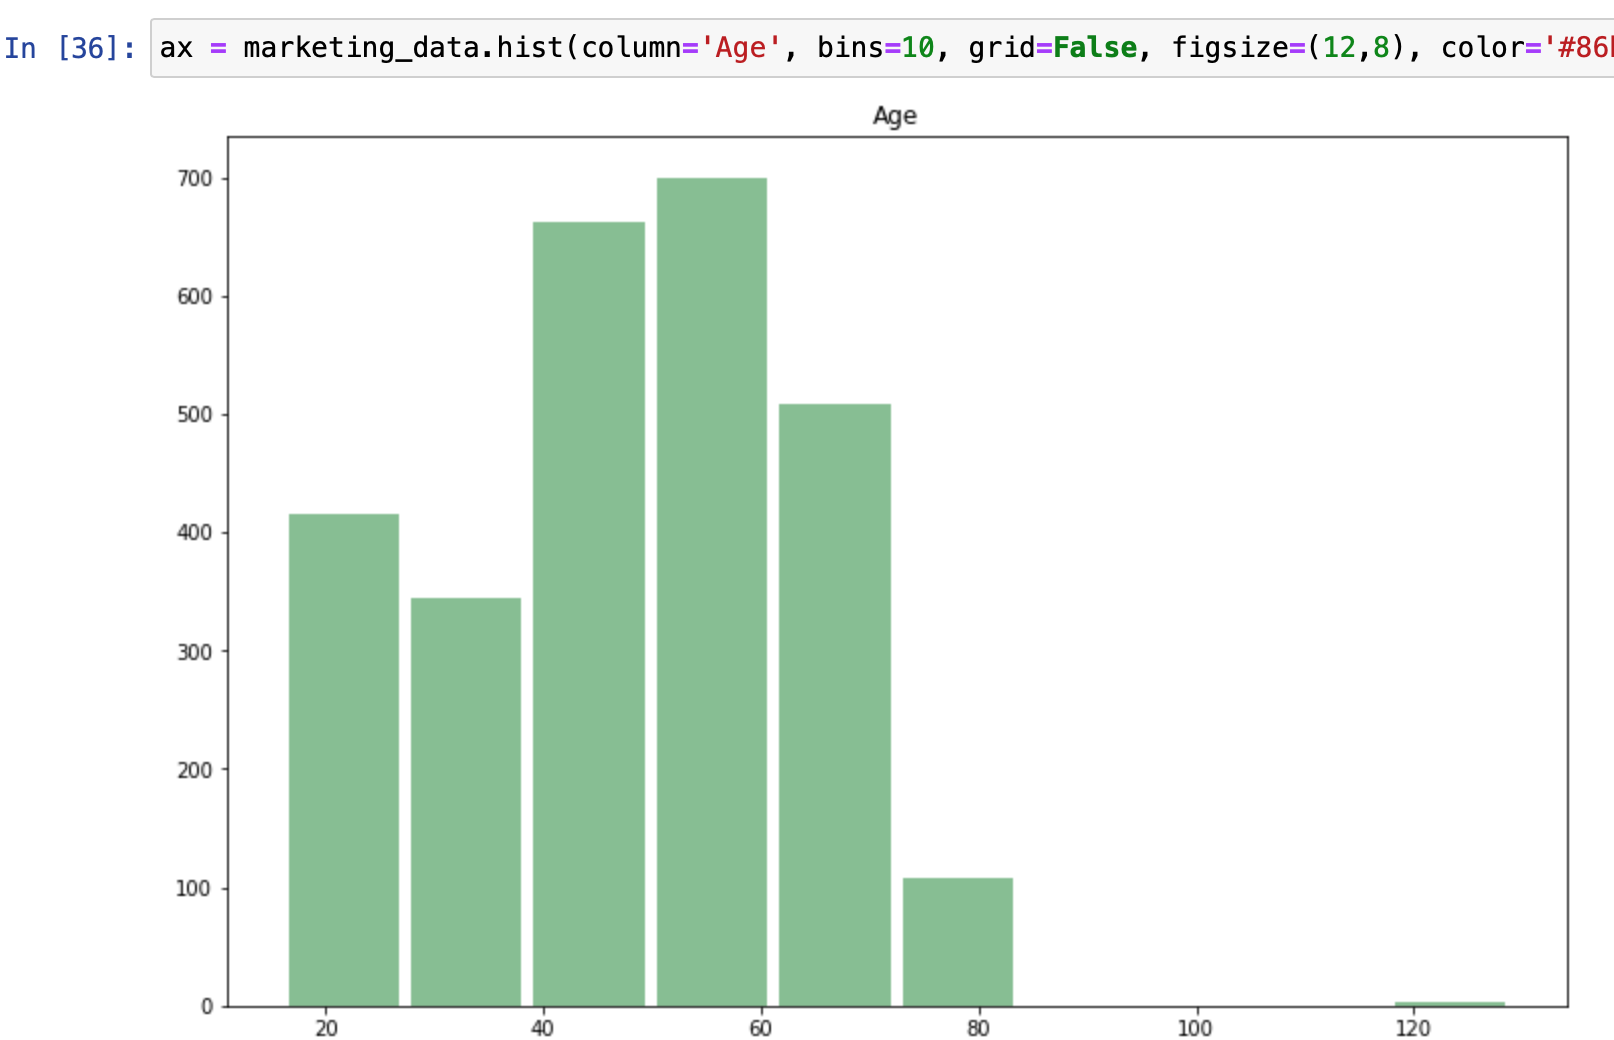 In [36]: ax = marketing_data.hist(column='Age', bins=10, grid=False, figsize=(12,8), color='#86
Age
700
600
500
400
300
200
100
0
20 40 60 80 100 120